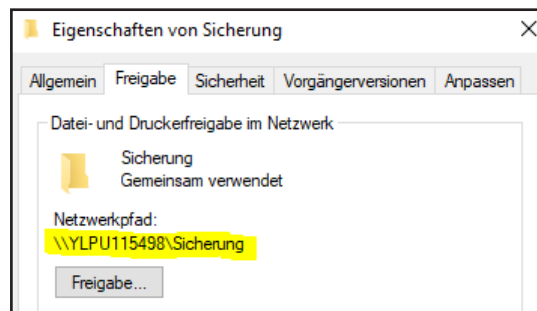 Eigenschaften von Sicherung
Allgemein Freigabe Sicherheit Vorgängerversionen Anpassen
Datei- und Druckerfreigabe im Netzwerk
Sicherung
Gemeinsam verwendet
Netzwerkpfad:
\\YLPU115498\Sicherung
Freigabe...